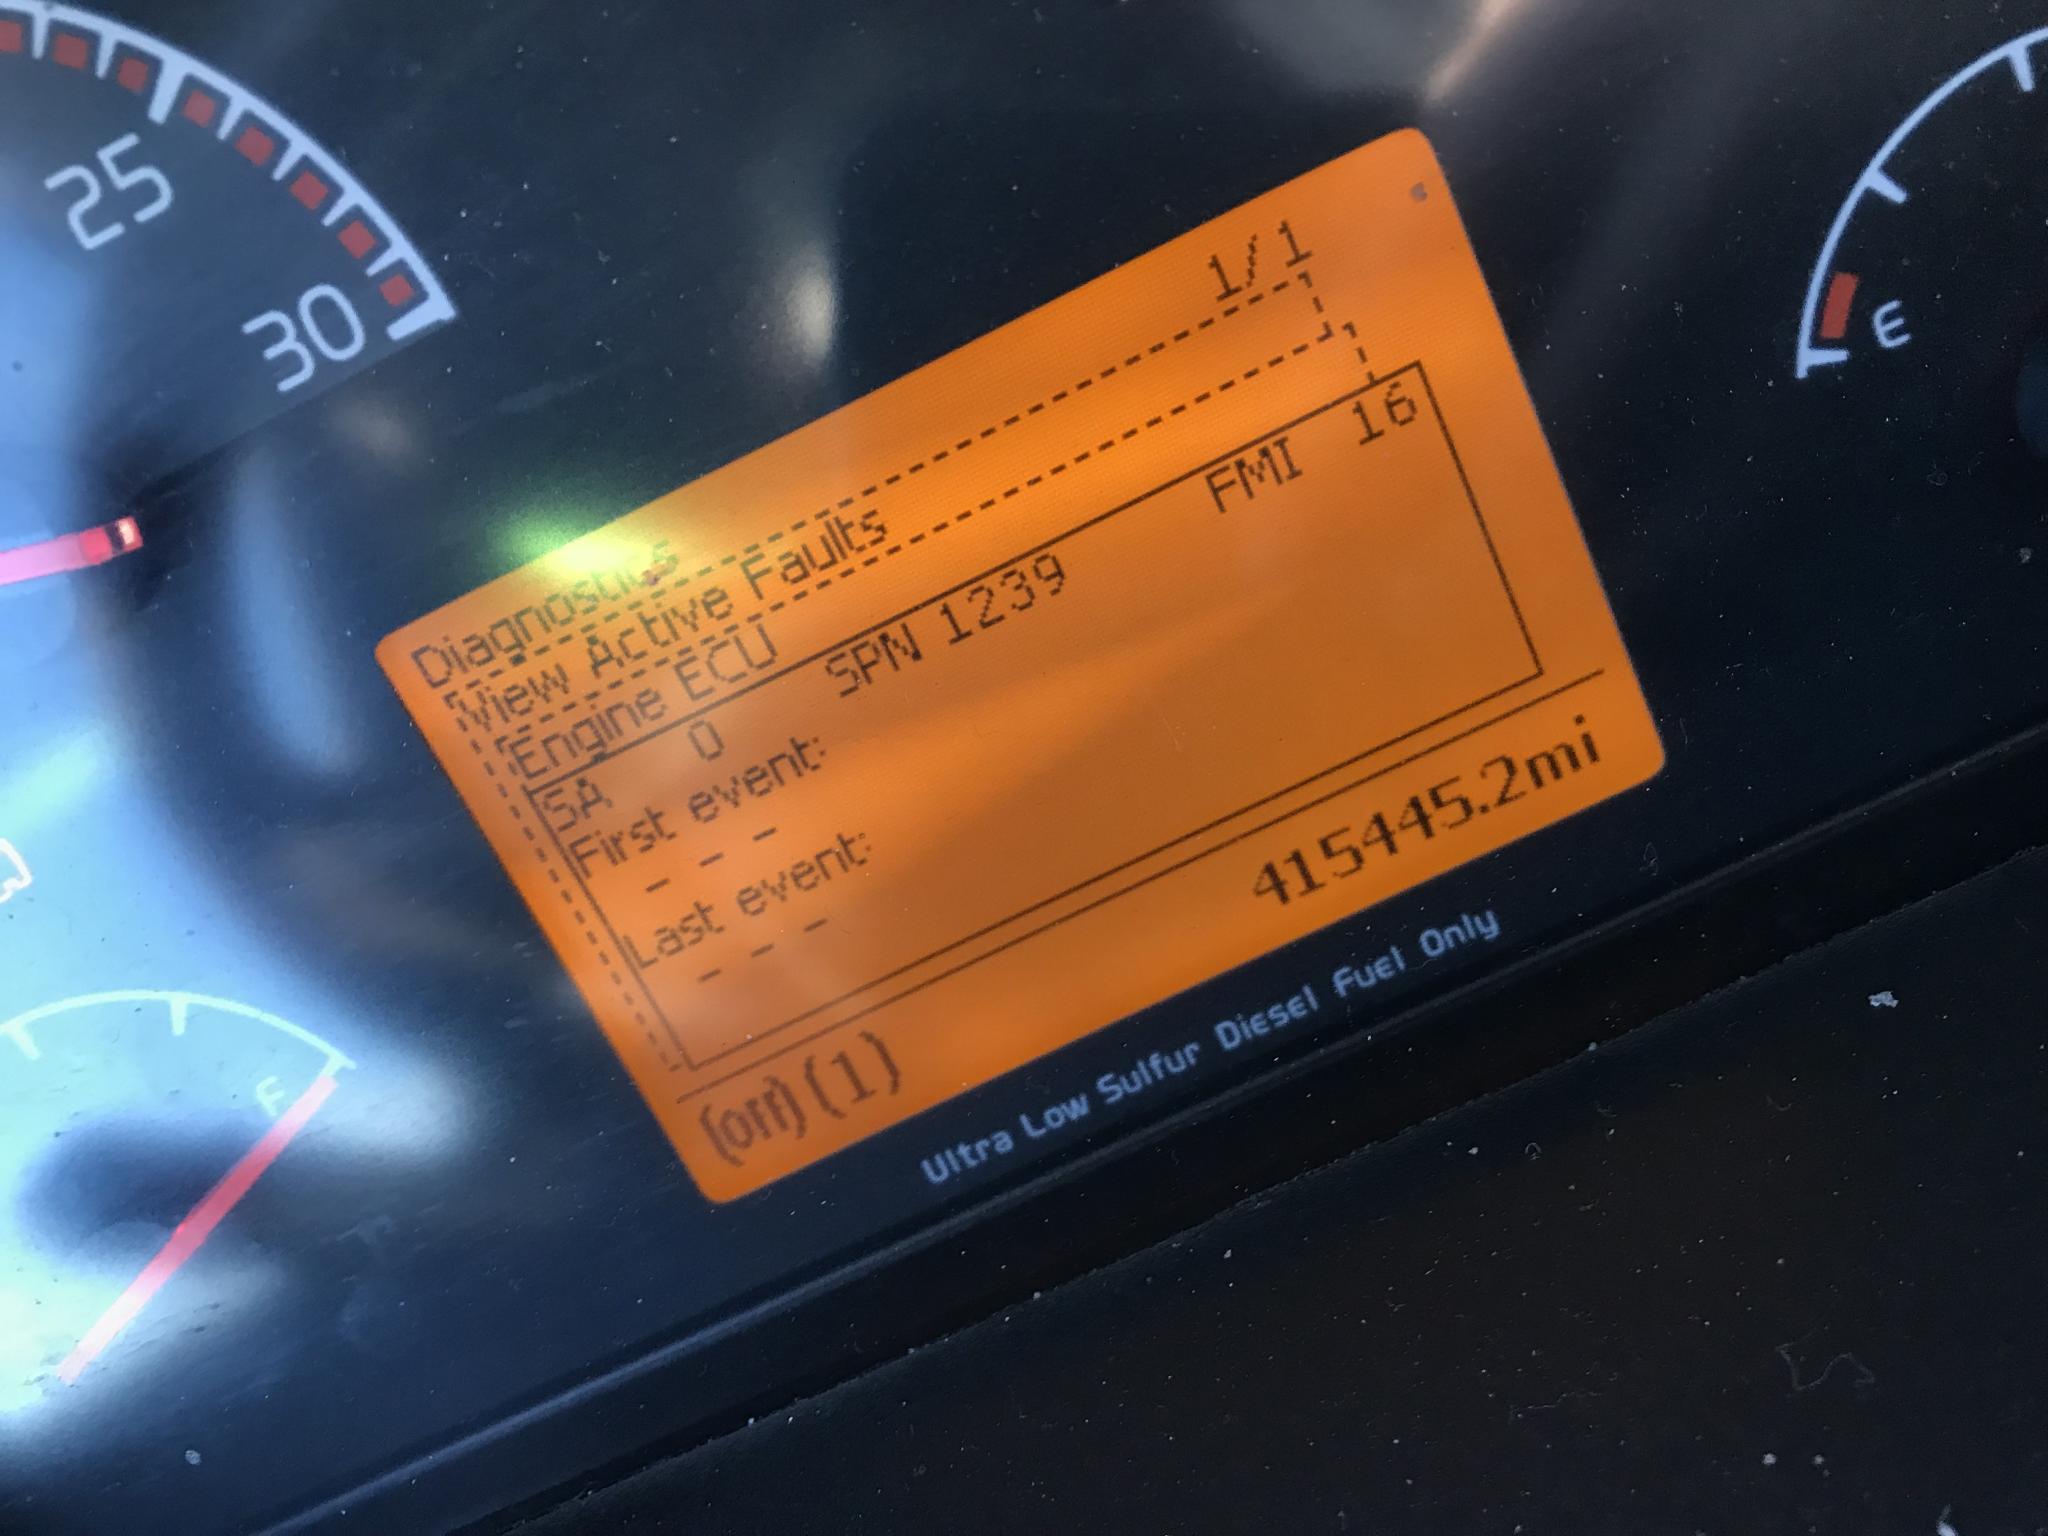 25
30
E
Diagnostics 1/1
View Active Faults
Engine ECU
SA 0 SPN 1239 FMI 16
First event:
- - -
Last event:
- - -
415445.2mi
(off) (1)
Ultra Low Sulfur Diesel Fuel Only
F